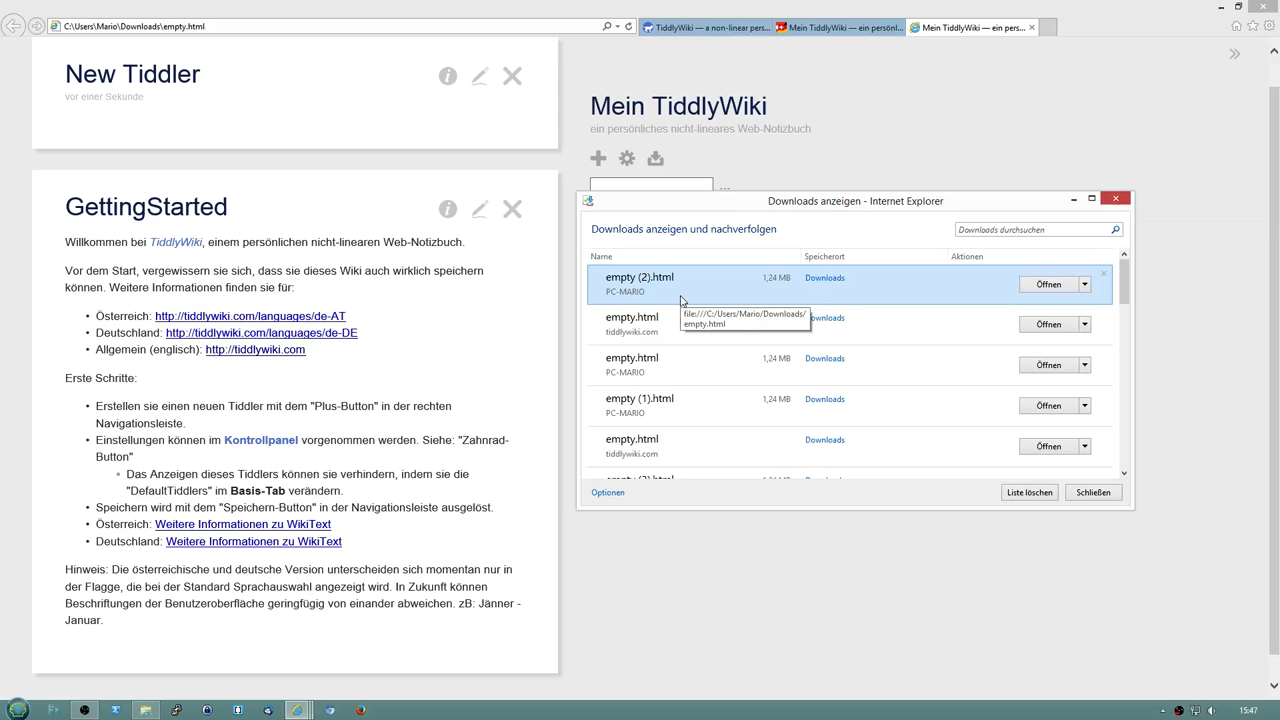 C:\Users\Mario\Downloads\empty.html
TiddlyWiki — a non-linear pers...
Mein TiddlyWiki — ein persönl...
Mein TiddlyWiki — ein pers...
New Tiddler
vor einer Sekunde
GettingStarted
Willkommen bei TiddlyWiki, einem persönlichen nicht-linearen Web-Notizbuch.
Vor dem Start, vergewissern sie sich, dass sie dieses Wiki auch wirklich speichern
können. Weitere Informationen finden sie für:
• Österreich: http://tiddlywiki.com/languages/de-AT
• Deutschland: http://tiddlywiki.com/languages/de-DE
• Allgemein (englisch): http://tiddlywiki.com
Erste Schritte:
• Erstellen sie einen neuen Tiddler mit dem "Plus-Button" in der rechten
Navigationsleiste.
• Einstellungen können im Kontrollpanel vorgenommen werden. Siehe: "Zahnrad-
Button"
• Das Anzeigen dieses Tiddlers können sie verhindern, indem sie die
"DefaultTiddlers" im Basis-Tab verändern.
• Speichern wird mit dem "Speichern-Button" in der Navigationsleiste ausgelöst.
• Österreich: Weitere Informationen zu WikiText
• Deutschland: Weitere Informationen zu WikiText
Hinweis: Die österreichische und deutsche Version unterscheiden sich momentan nur in
der Flagge, die bei der Standard Sprachauswahl angezeigt wird. In Zukunft können
Beschriftungen der Benutzeroberfläche geringfügig von einander abweichen. zB: Jänner -
Januar.
Mein TiddlyWiki
ein persönliches nicht-lineares Web-Notizbuch
...
Downloads anzeigen - Internet Explorer
Downloads anzeigen und nachverfolgen
Downloads durchsuchen
Name Speicherort Aktionen
empty (2).html 1,24 MB Downloads Öffnen
PC-MARIO
file:///C:/Users/Mario/Downloads/
empty.html
empty.html ownloads Öffnen
tiddlywiki.com
empty.html 1,24 MB Downloads Öffnen
PC-MARIO
empty (1).html 1,24 MB Downloads Öffnen
PC-MARIO
empty.html 1,24 MB Downloads Öffnen
tiddlywiki.com
Optionen Liste löschen Schließen
15:47